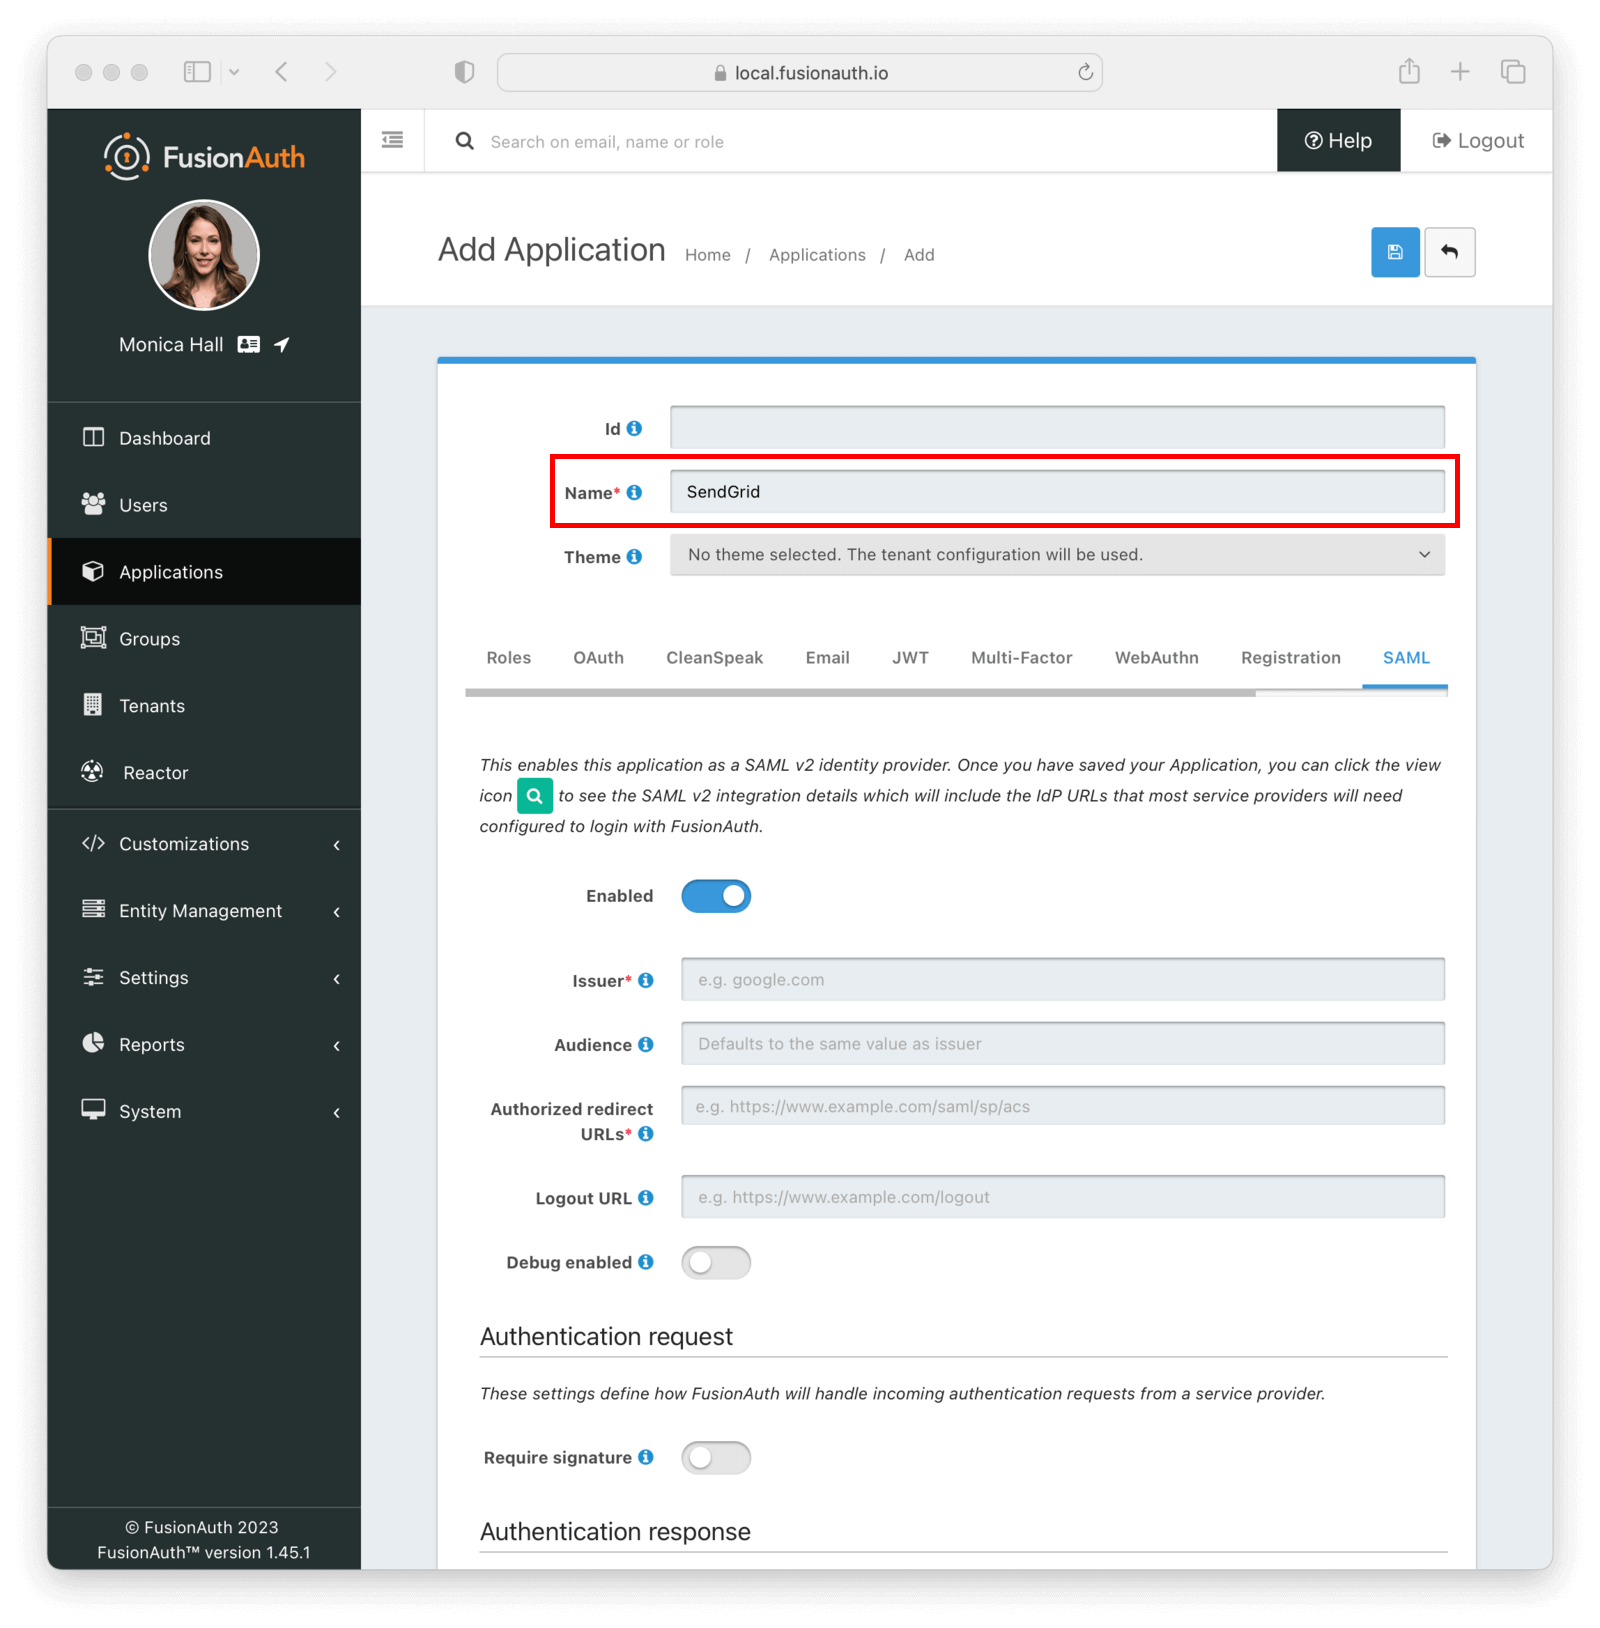 local.fusionauth.io
FusionAuth
Search on email, name or role
Help
Logout
Monica Hall
Add Application
Home / Applications / Add
Dashboard
Users
Applications
Groups
Tenants
Reactor
Customizations
Entity Management
Settings
Reports
System
© FusionAuth 2023
FusionAuth™ version 1.45.1
Id
Name* SendGrid
Theme No theme selected. The tenant configuration will be used.
Roles OAuth CleanSpeak Email JWT Multi-Factor WebAuthn Registration SAML
This enables this application as a SAML v2 identity provider. Once you have saved your Application, you can click the view
icon to see the SAML v2 integration details which will include the IdP URLs that most service providers will need
configured to login with FusionAuth.
Enabled
Issuer* e.g. google.com
Audience Defaults to the same value as issuer
Authorized redirect e.g. https://www.example.com/saml/sp/acs
URLs*
Logout URL e.g. https://www.example.com/logout
Debug enabled
Authentication request
These settings define how FusionAuth will handle incoming authentication requests from a service provider.
Require signature
Authentication response